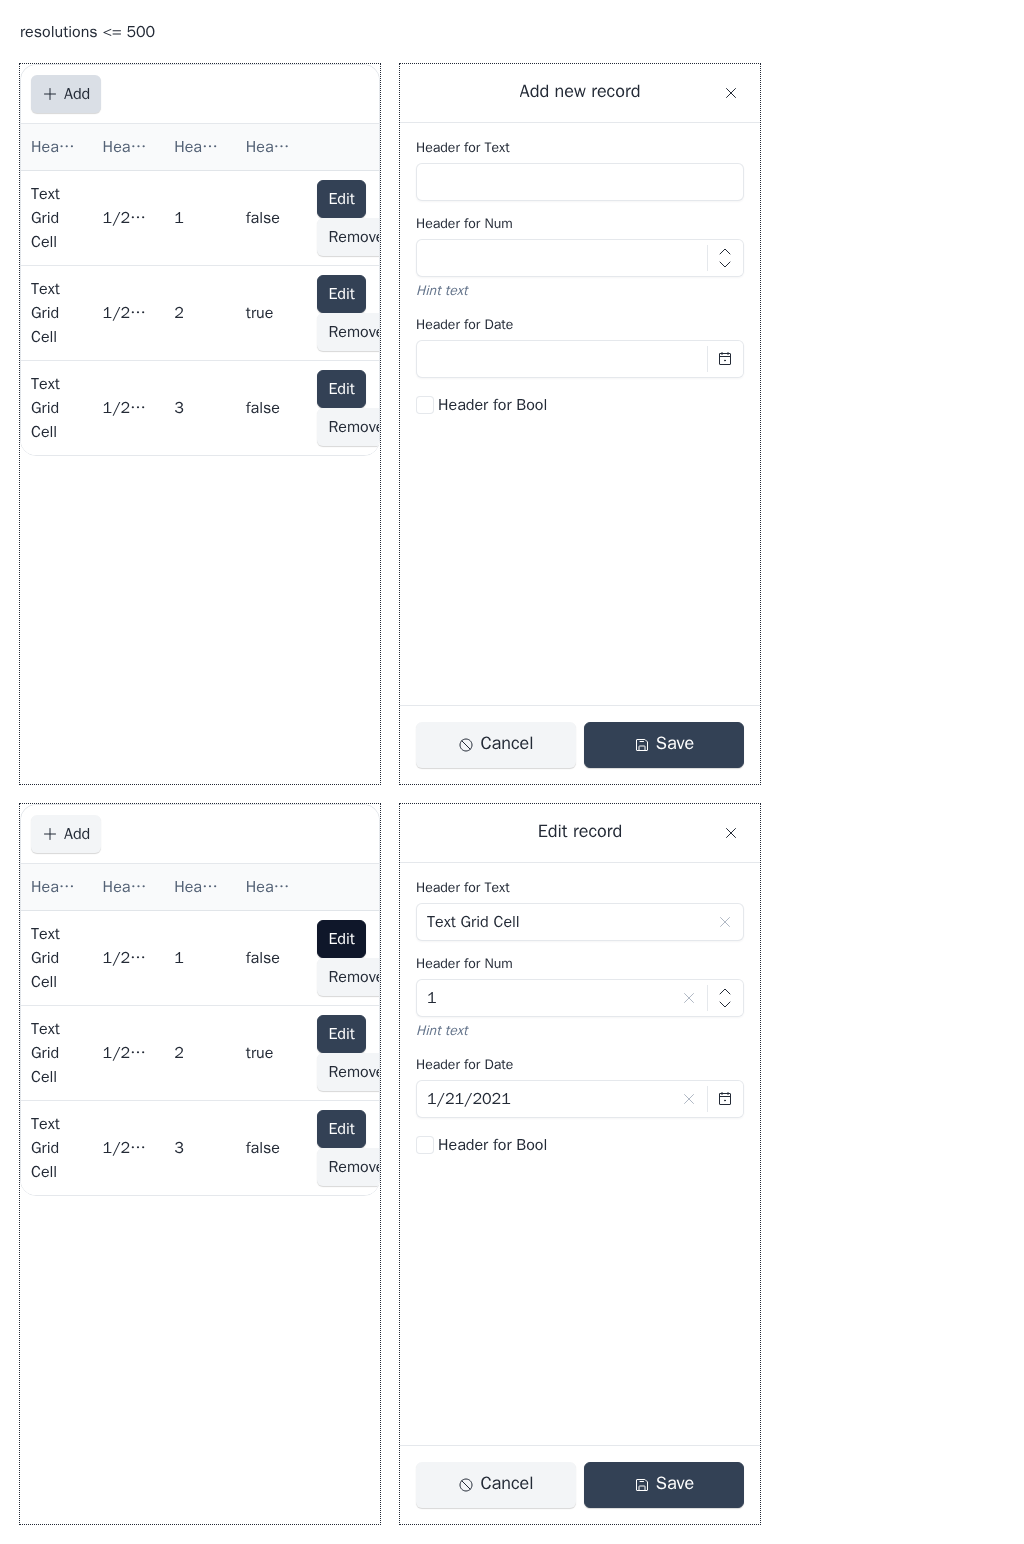 resolutions <= 500
Add
Hea··· Hea··· Hea··· Hea···
Text Grid Cell 1/2··· 1 false Edit Remove
Text Grid Cell 1/2··· 2 true Edit Remove
Text Grid Cell 1/2··· 3 false Edit Remove
Add new record
Header for Text
Header for Num
Hint text
Header for Date
Header for Bool
Cancel Save
Add
Hea··· Hea··· Hea··· Hea···
Text Grid Cell 1/2··· 1 false Edit Remove
Text Grid Cell 1/2··· 2 true Edit Remove
Text Grid Cell 1/2··· 3 false Edit Remove
Edit record
Header for Text
Text Grid Cell
Header for Num
1
Hint text
Header for Date
1/21/2021
Header for Bool
Cancel Save